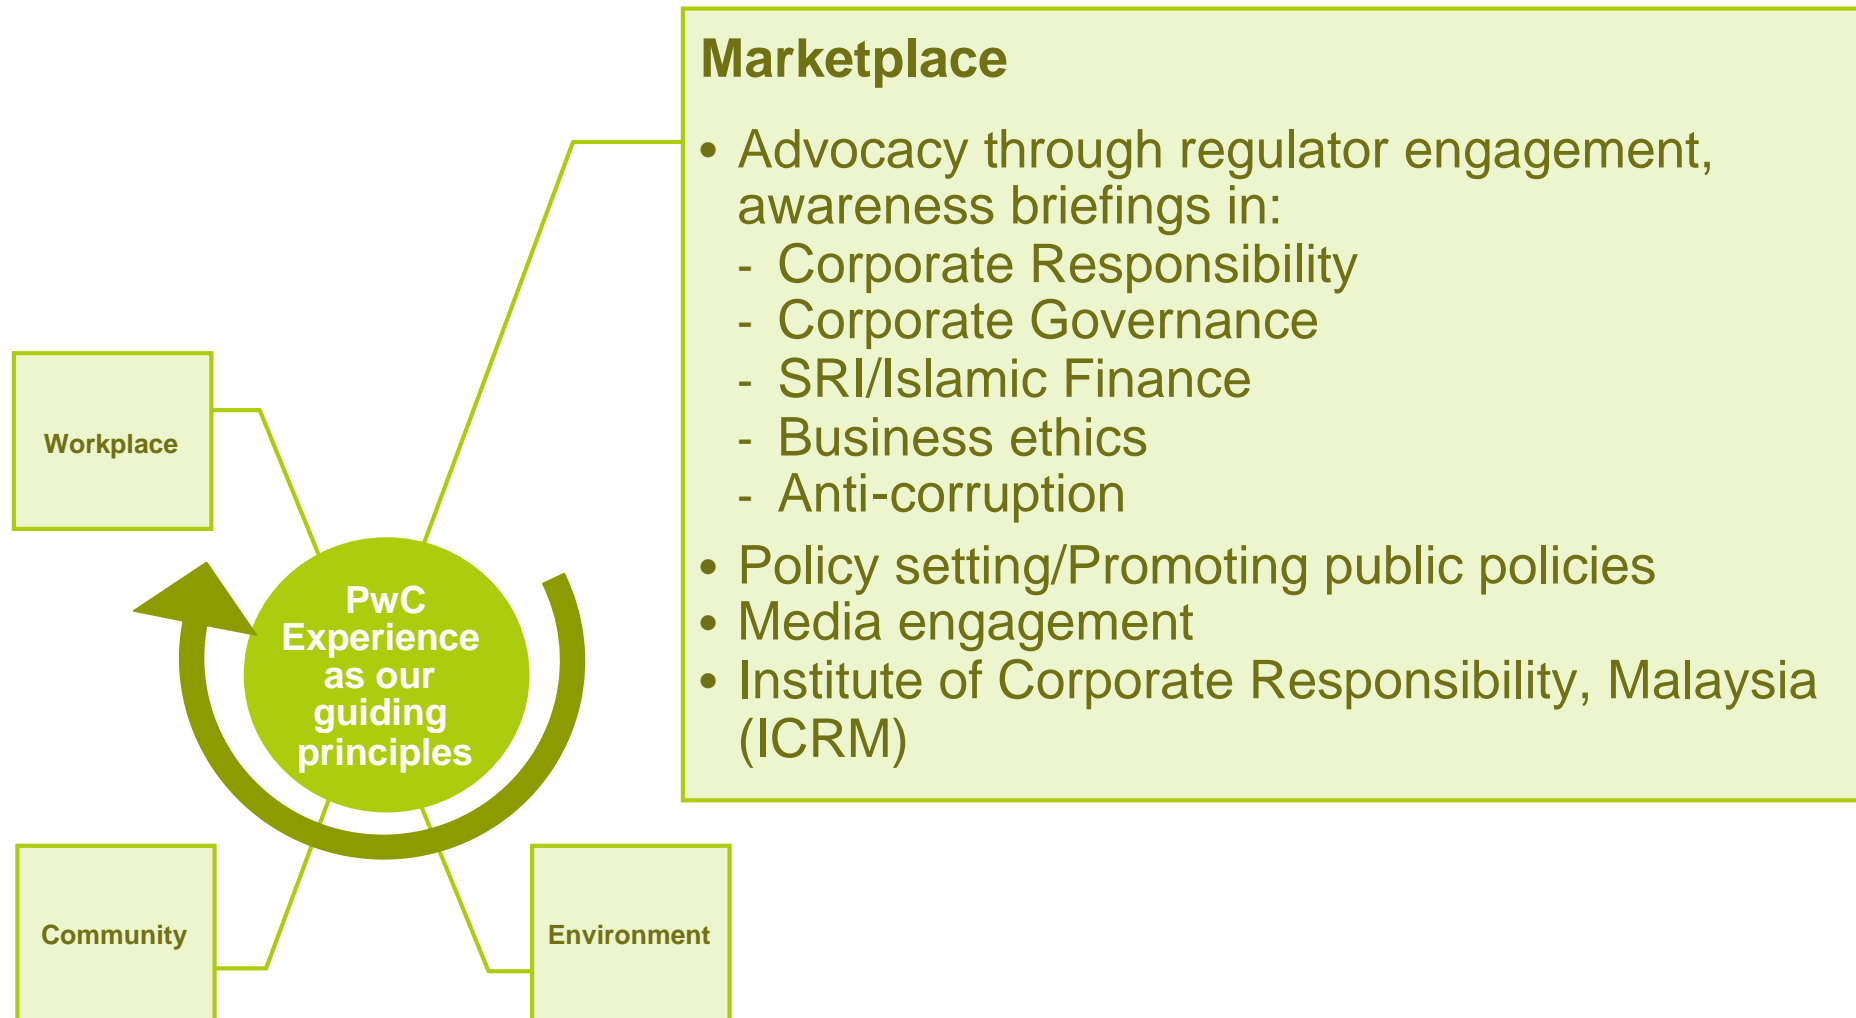 Marketplace
• Advocacy through regulator engagement,
awareness briefings in:
- Corporate Responsibility
- Corporate Governance
- SRI/Islamic Finance
- Business ethics
- Anti-corruption
• Policy setting/Promoting public policies
• Media engagement
• Institute of Corporate Responsibility, Malaysia
(ICRM)
Workplace
PwC
Experience
as our
guiding
principles
Community
Environment